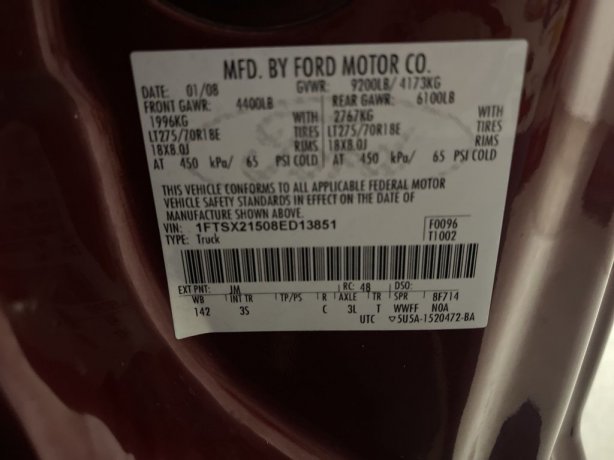 MFD. BY FORD MOTOR CO.
DATE: 01/08 GVWR: 9200LB/ 4173KG
FRONT GAWR: 4400LB REAR GAWR: 6100LB
1996KG WITH 2767KG WITH
LT275/70R18E TIRES LT275/70R18E TIRES
18X8.0J RIMS 18X8.0J RIMS
AT 450 kPa/ 65 PSI COLD AT 450 kPa/ 65 PSI COLD
THIS VEHICLE CONFORMS TO ALL APPLICABLE FEDERAL MOTOR
VEHICLE SAFETY STANDARDS IN EFFECT ON THE DATE OF
MANUFACTURE SHOWN ABOVE.
VIN: 1FTSX21508ED13851 F0096
TYPE: Truck T1002
EXT PNT: JM RC: 48 DSO:
WB INT TR TP/PS R AXLE TR SPR BF714
142 3S C 3L T WWFF N0A
UTC ▽5U5A-1520472-BA